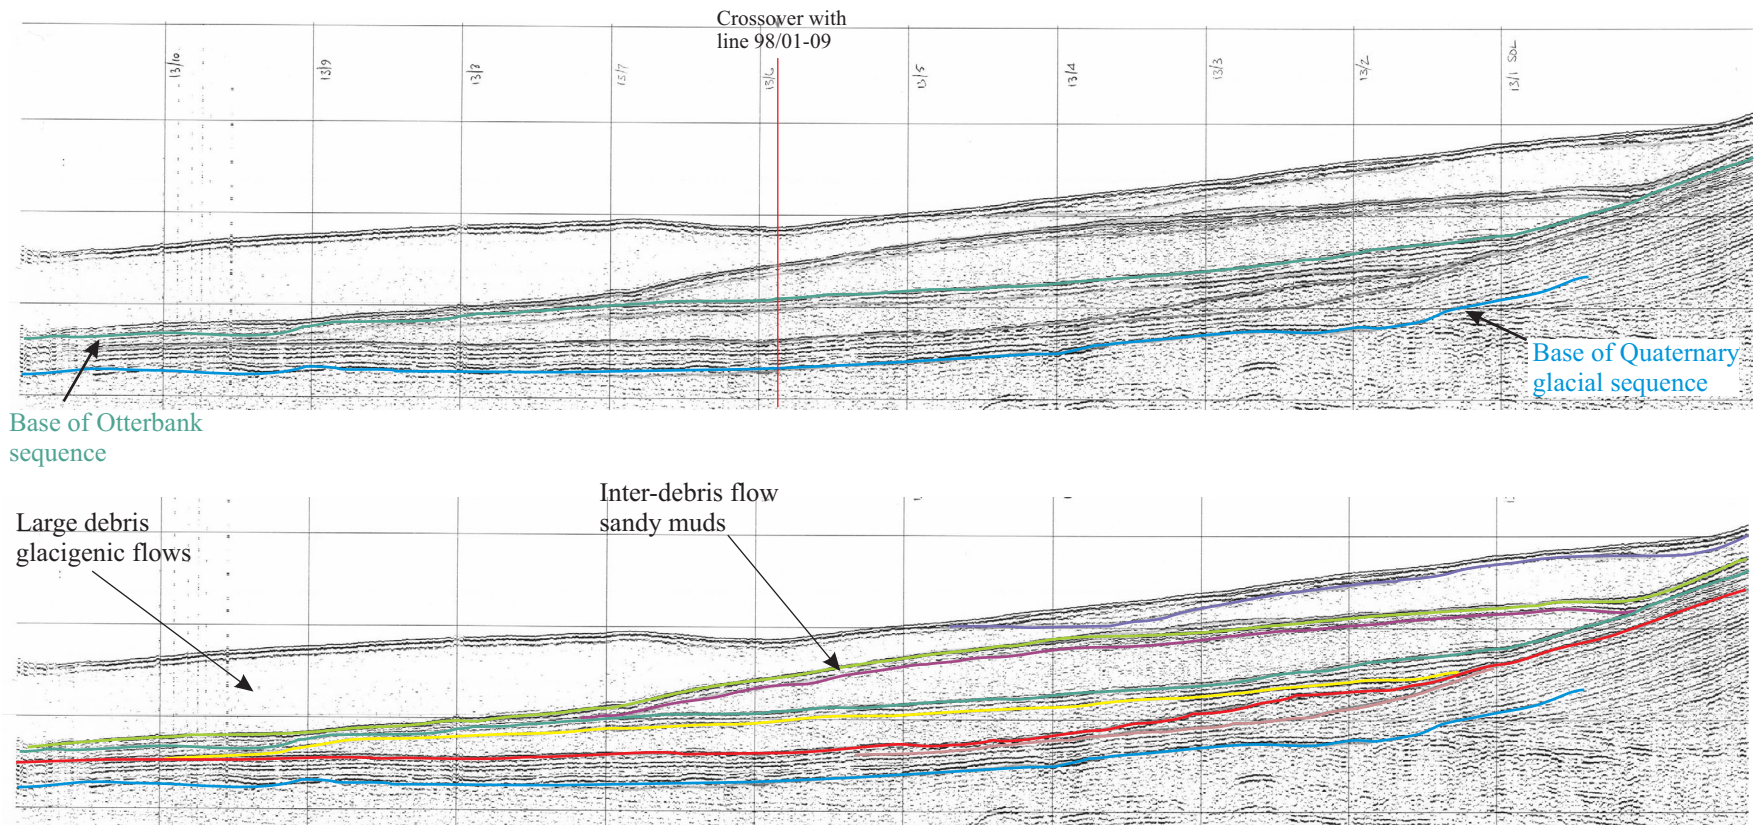 Crossover with
line 98/01-09
13/10
13/9
13/8
13/7
13/6
13/5
13/4
13/3
13/2
13/1 SOL
Base of Quaternary
glacial sequence
Base of Otterbank
sequence
Inter-debris flow
sandy muds
Large debris
glacigenic flows